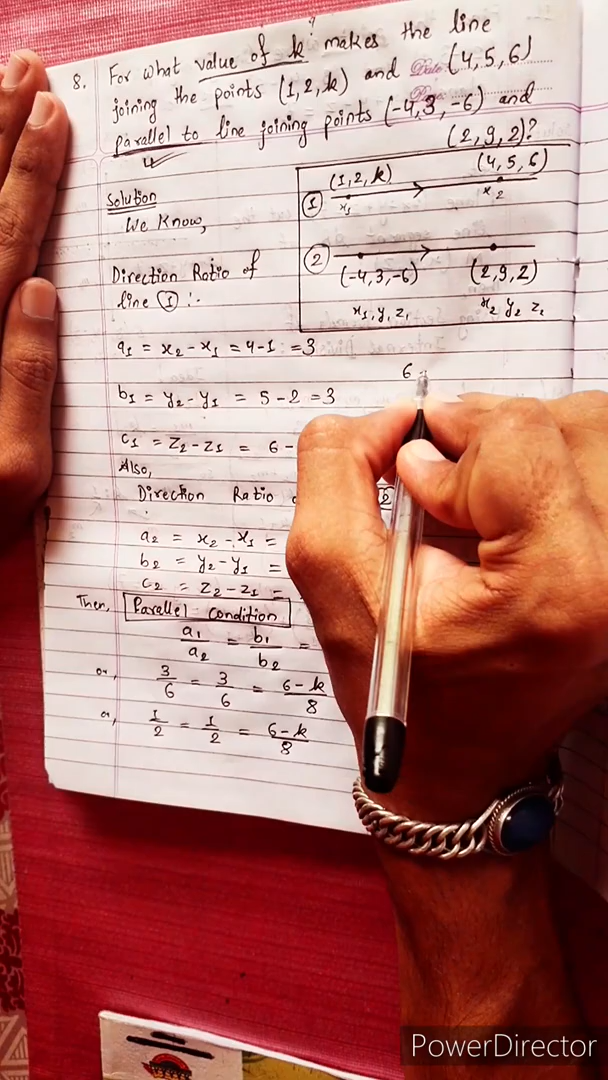 8. For what value of k makes the line
joining the points (1,2,k) and (4,5,6)
parallel to line joining points (-4,3,-6) and
(2,9,2)?
Solution
We Know,
(1,2,k) (4,5,6)
① x₁ x₂
②
(-4,3,-6) (2,9,2)
x₁, y₁ z₁ x₂ y₂ z₂
Direction Ratio of
line ① :-
a₁ = x₂ - x₁ = 4-1 = 3
b₁ = y₂ - y₁ = 5-2 = 3
c₁ = z₂ - z₁ = 6-
6
Also,
Direction Ratio 2
a₂ = x₂ - x₁ =
b₂ = y₂ - y₁ =
c₂ = z₂ - z₁ =
Then, Parallel condition
a₁/a₂ = b₁/b₂ =
or, 3/6 = 3/6 = 6-k/8
or, 1/2 = 1/2 = 6-k/8
PowerDirector